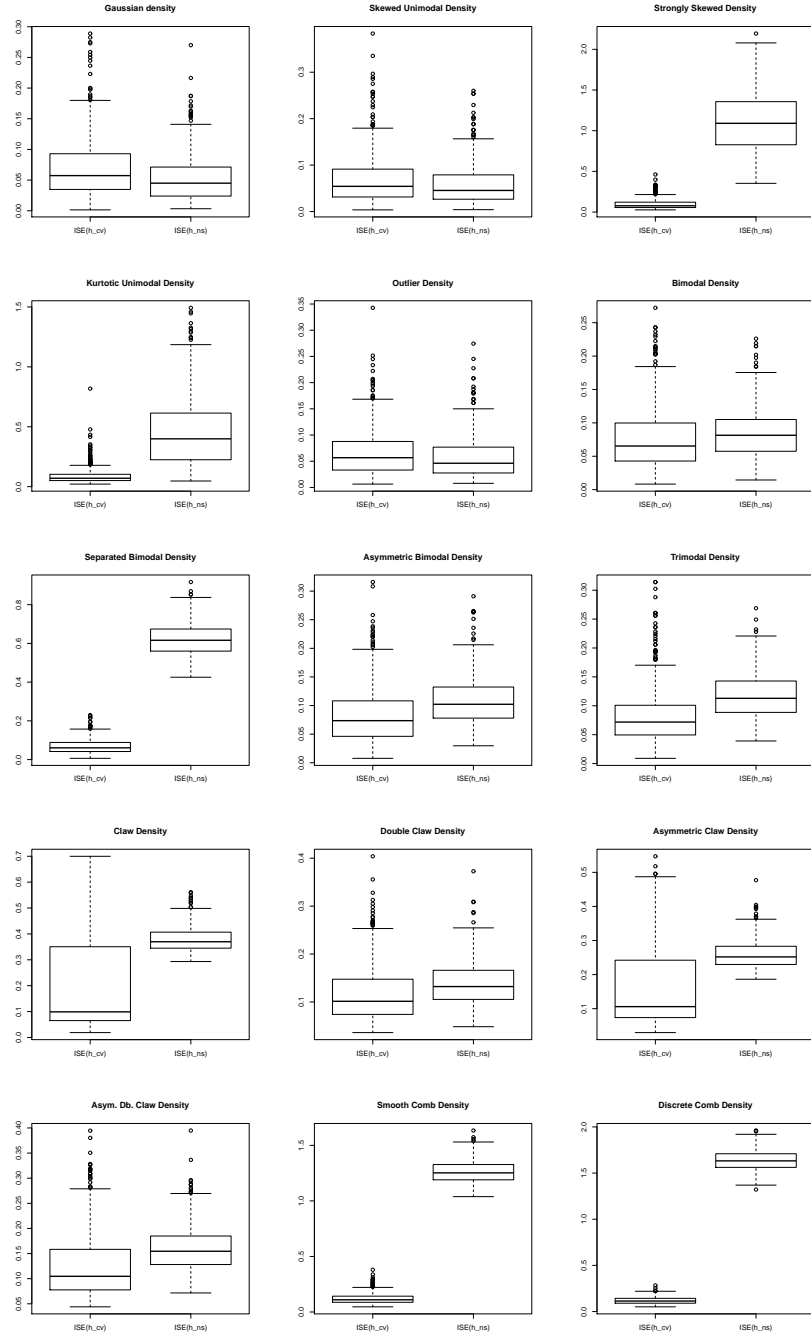 Gaussian density
0.00 0.05 0.10 0.15 0.20 0.25 0.30
ISE(h_cv) ISE(h_ns)
Skewed Unimodal Density
0.0 0.1 0.2 0.3
ISE(h_cv) ISE(h_ns)
Strongly Skewed Density
0.0 0.5 1.0 1.5 2.0
ISE(h_cv) ISE(h_ns)
Kurtotic Unimodal Density
0.0 0.5 1.0 1.5
ISE(h_cv) ISE(h_ns)
Outlier Density
0.00 0.05 0.10 0.15 0.20 0.25 0.30 0.35
ISE(h_cv) ISE(h_ns)
Bimodal Density
0.00 0.05 0.10 0.15 0.20 0.25
ISE(h_cv) ISE(h_ns)
Separated Bimodal Density
0.0 0.2 0.4 0.6 0.8
ISE(h_cv) ISE(h_ns)
Asymmetric Bimodal Density
0.00 0.05 0.10 0.15 0.20 0.25 0.30
ISE(h_cv) ISE(h_ns)
Trimodal Density
0.00 0.05 0.10 0.15 0.20 0.25 0.30
ISE(h_cv) ISE(h_ns)
Claw Density
0.0 0.1 0.2 0.3 0.4 0.5 0.6 0.7
ISE(h_cv) ISE(h_ns)
Double Claw Density
0.1 0.2 0.3 0.4
ISE(h_cv) ISE(h_ns)
Asymmetric Claw Density
0.1 0.2 0.3 0.4 0.5
ISE(h_cv) ISE(h_ns)
Asym. Db. Claw Density
0.05 0.10 0.15 0.20 0.25 0.30 0.35 0.40
ISE(h_cv) ISE(h_ns)
Smooth Comb Density
0.0 0.5 1.0 1.5
ISE(h_cv) ISE(h_ns)
Discrete Comb Density
0.0 0.5 1.0 1.5 2.0
ISE(h_cv) ISE(h_ns)